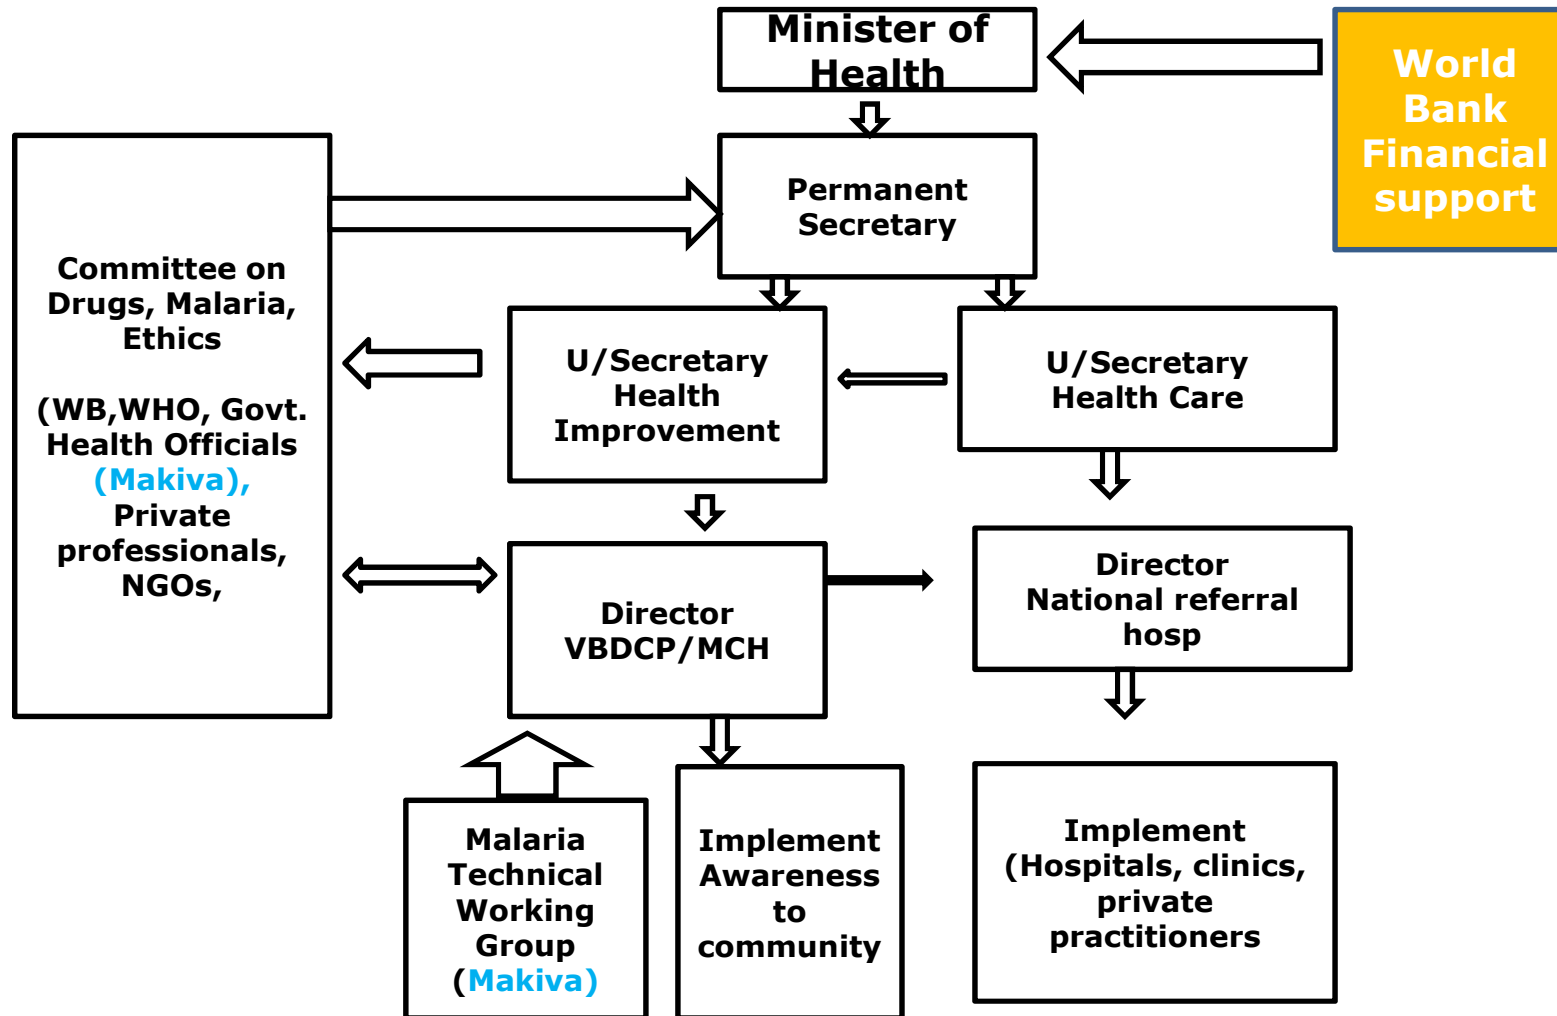 Minister of
Health
World
Bank
Financial
support
Permanent
Secretary
Committee on
Drugs, Malaria,
Ethics
(WB,WHO, Govt.
Health Officials
(Makiva),
Private
professionals,
NGOs,
U/Secretary
Health
Improvement
U/Secretary
Health Care
Director
VBDCP/MCH
Director
National referral
hosp
Malaria
Technical
Working
Group
(Makiva)
Implement
Awareness
to
community
Implement
(Hospitals, clinics,
private
practitioners